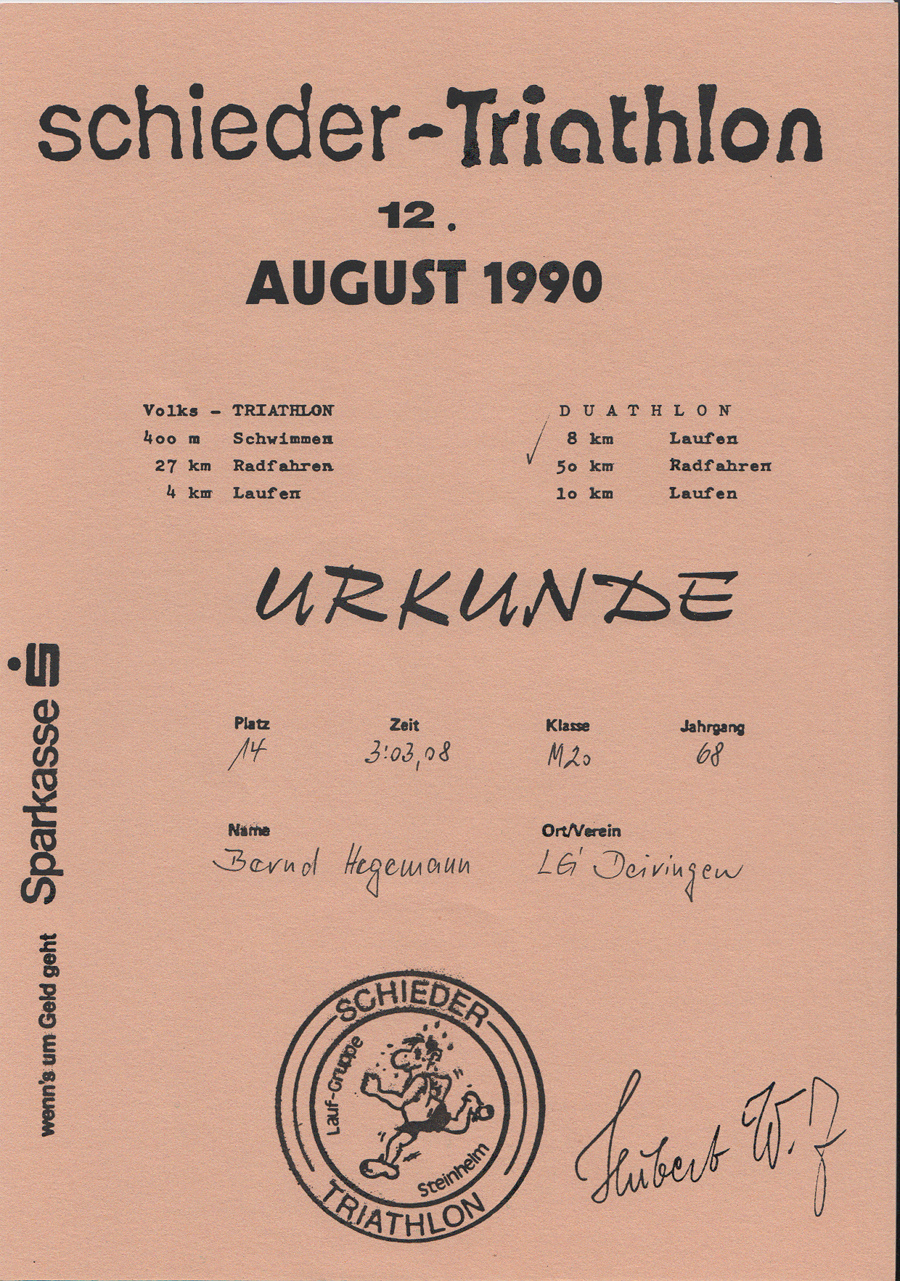 schieder-Triathlon
12.
AUGUST 1990
Volks - TRIATHLON
400 m Schwimmen
27 km Radfahren
4 km Laufen
DUATHLON
8 km Laufen
50 km Radfahren
10 km Laufen
URKUNDE
Platz Zeit Klasse Jahrgang
14 3:03,08 M20 68
Name Ort/Verein
Bernd Hegemann LG Deiringen
Sparkasse
wenn's um Geld geht
SCHIEDER
Lauf-Gruppe
Steinheim
TRIATHLON
Hubert W.